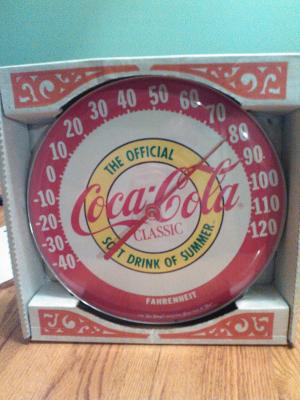 -40 -30 -20 -10 0 10 20 30 40 50 60 70 80 90 100 110 120
THE OFFICIAL
Coca-Cola®
CLASSIC
SOFT DRINK OF SUMMER
FAHRENHEIT